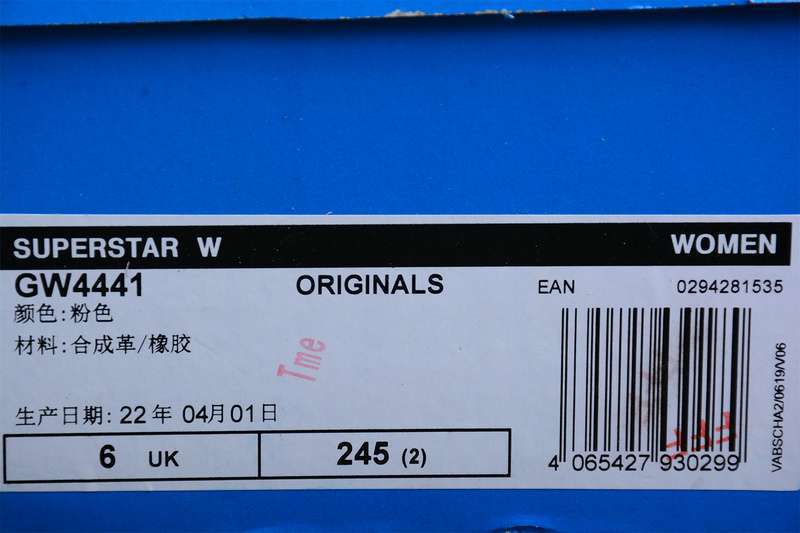 SUPERSTAR W WOMEN
GW4441 ORIGINALS EAN 0294281535
颜色:粉色
材料:合成革/橡胶
Tme
生产日期: 22年 04月01日
6 UK 245 (2)
4 065427 930299
VABSCHA2/0619/V06